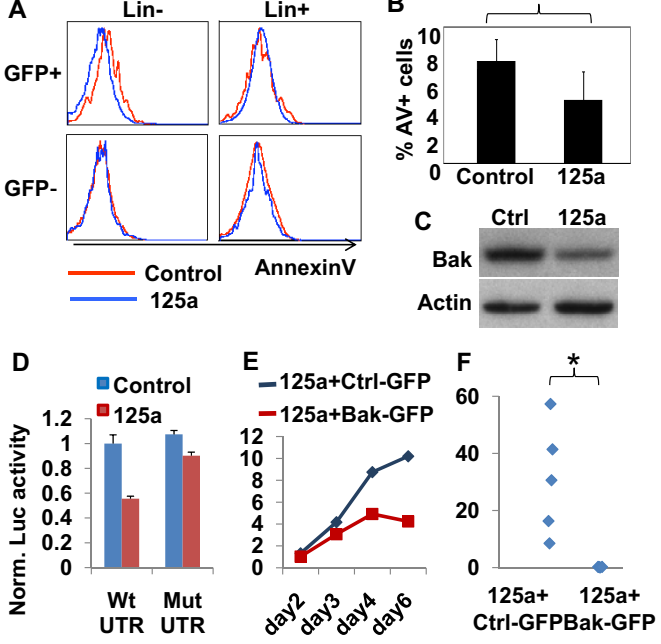 A
Lin-
Lin+
GFP+
GFP-
AnnexinV
Control
125a
B
% AV+ cells
10
8
6
4
2
0
Control
125a
C
Ctrl
125a
Bak
Actin
D
Control
125a
Norm. Luc activity
1.2
1
0.8
0.6
0.4
0.2
0
Wt
UTR
Mut
UTR
E
125a+Ctrl-GFP
125a+Bak-GFP
12
10
8
6
4
2
0
day2
day3
day4
day6
F
*
60
40
20
0
125a+
Ctrl-GFP
125a+
Bak-GFP